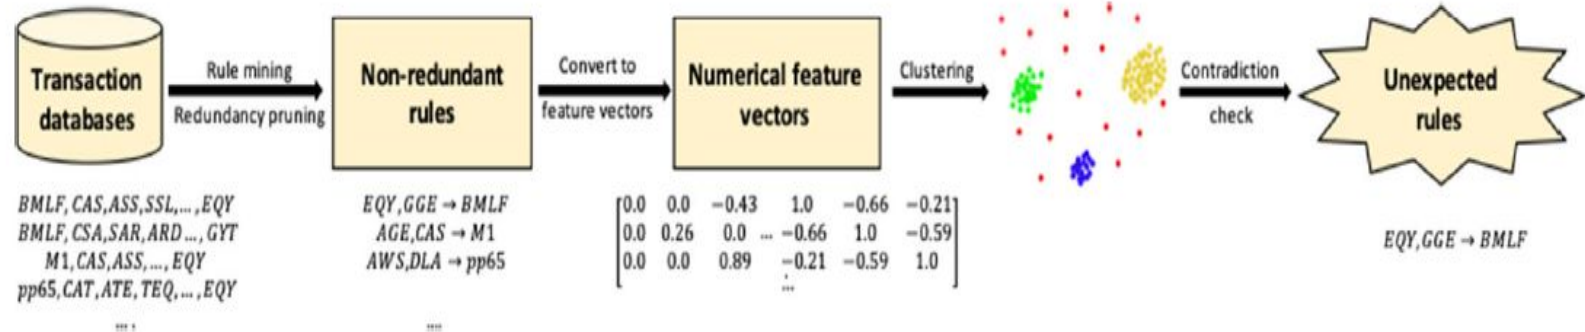 Transaction
databases
Rule mining
Redundancy pruning
Non-redundant
rules
Convert to
feature vectors
Numerical feature
vectors
Clustering
Contradiction
check
Unexpected
rules
BMLF, CAS, ASS, SSL, ... , EQY
BMLF, CSA, SAR, ARD ... , GYT
M1, CAS, ASS, ... , EQY
pp65, CAT, ATE, TEQ, ... , EQY
... .
EQY, GGE → BMLF
AGE, CAS → M1
AWS, DLA → pp65
....
0.0 0.0 −0.43 1.0 −0.66 −0.21
0.0 0.26 0.0 ... −0.66 1.0 −0.59
0.0 0.0 0.89 −0.21 −0.59 1.0
EQY, GGE → BMLF